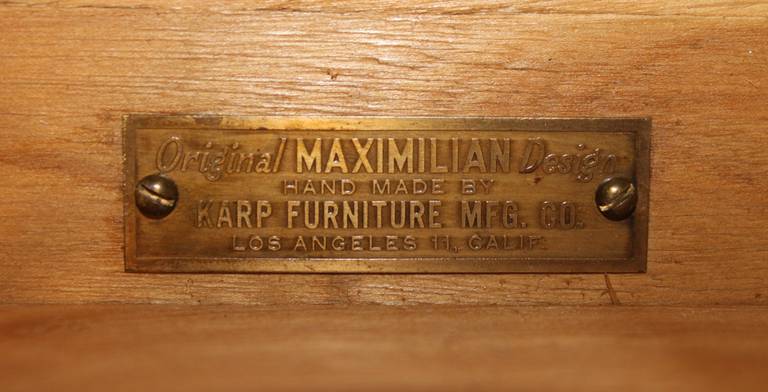 Original MAXIMILIAN Design
HAND MADE BY
KARP FURNITURE MFG. CO.
LOS ANGELES 11, CALIF.